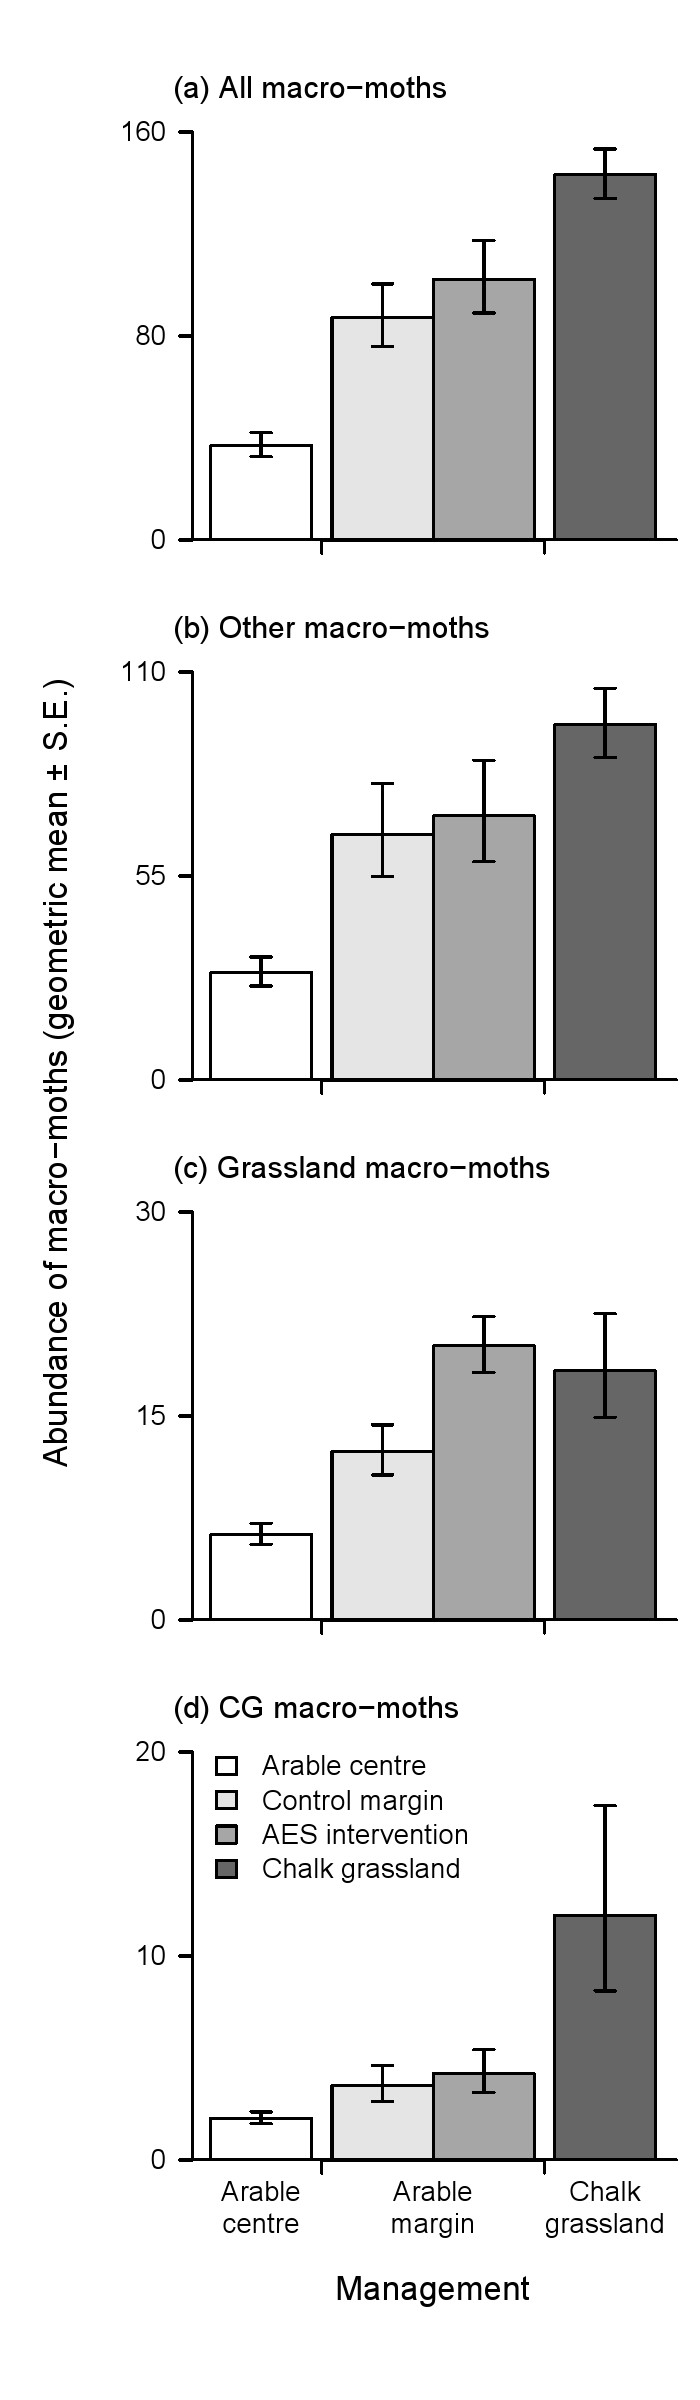 (a) All macro−moths
160
80
0
(b) Other macro−moths
110
55
0
Abundance of macro−moths (geometric mean ± S.E.)
(c) Grassland macro−moths
30
15
0
(d) CG macro−moths
20
10
0
Arable centre
Control margin
AES intervention
Chalk grassland
Arable
centre
Arable
margin
Chalk
grassland
Management